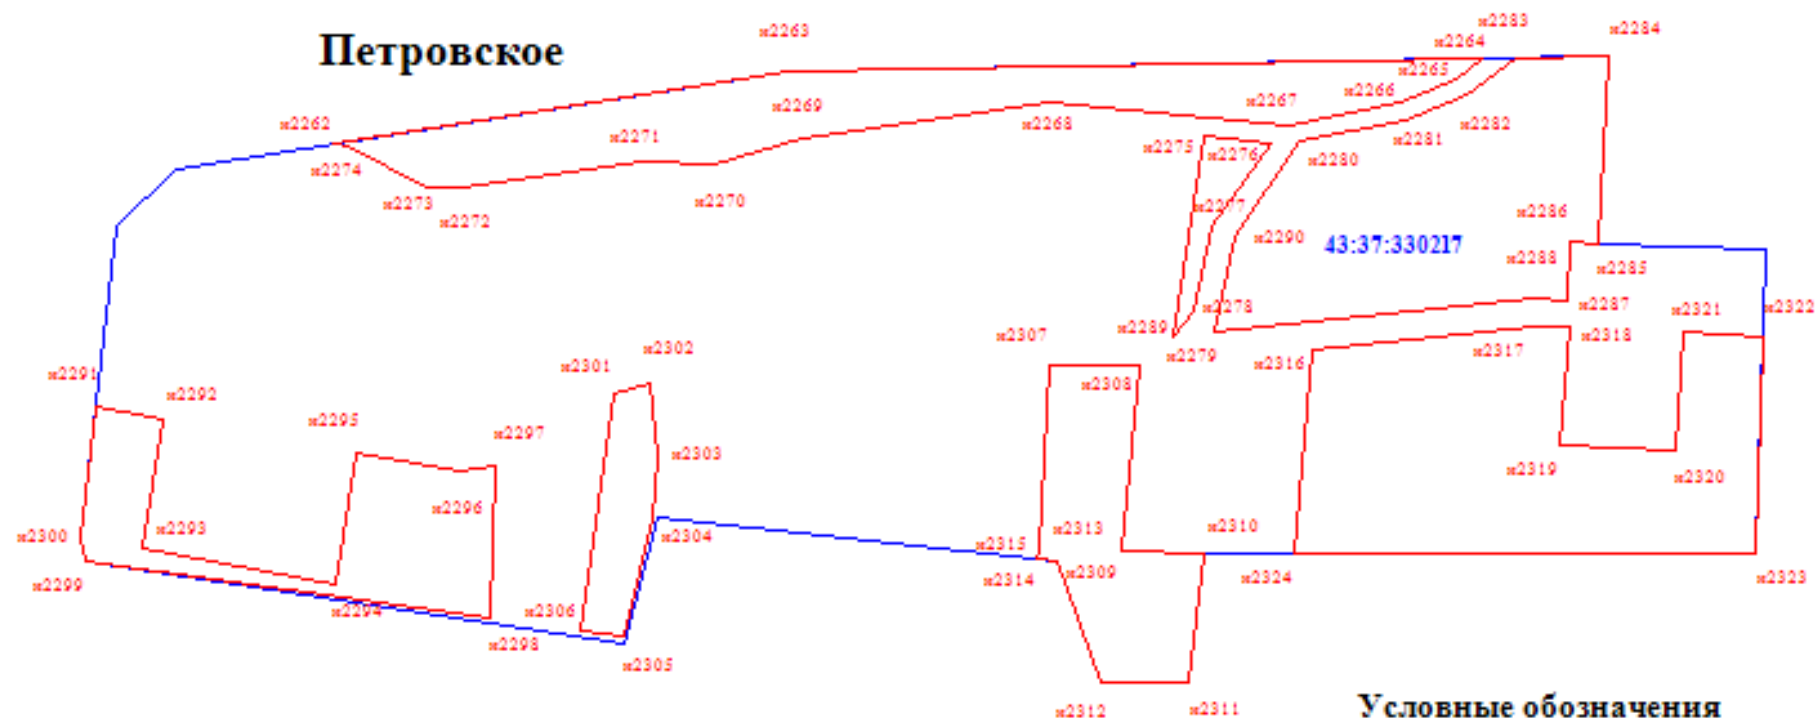 Петровское
н2263
н2283
н2284
н2264
н2265
н2266
н2267
н2269
н2268
н2262
н2271
н2274
н2273
н2272
н2270
н2275
н2276
н2280
н2281
н2282
н2277
н2290
43:37:330217
н2286
н2288
н2285
н2287
н2278
н2289
н2279
н2321
н2322
н2318
н2317
н2316
н2307
н2308
н2302
н2301
н2291
н2292
н2295
н2297
н2303
н2296
н2319
н2320
н2300
н2293
н2304
н2315
н2313
н2310
н2299
н2294
н2306
н2314
н2309
н2324
н2323
н2298
н2305
н2312
н2311
Условные обозначения